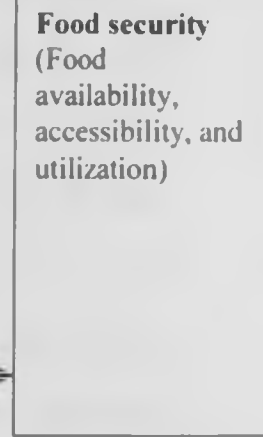 Food security
(Food
availability,
accessibility, and
utilization)